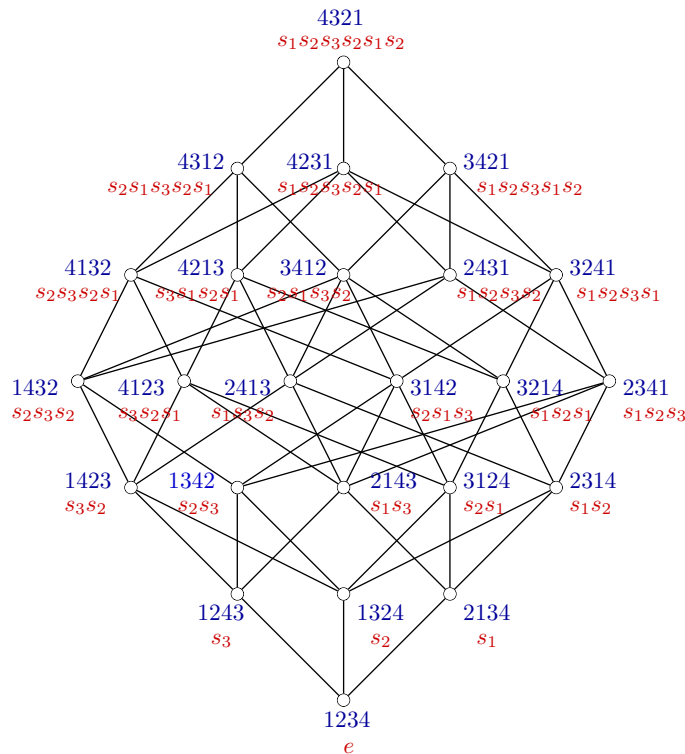 4321
s₁s₂s₃s₂s₁s₂
4312 4231 3421
s₂s₁s₃s₂s₁ s₁s₂s₃s₂s₁ s₁s₂s₃s₁s₂
4132 4213 3412 2431 3241
s₂s₃s₂s₁ s₃s₁s₂s₁ s₂s₁s₃s₂ s₁s₂s₃s₂ s₁s₂s₃s₁
1432 4123 2413 3142 3214 2341
s₂s₃s₂ s₃s₂s₁ s₁s₃s₂ s₂s₁s₃ s₁s₂s₁ s₁s₂s₃
1423 1342 2143 3124 2314
s₃s₂ s₂s₃ s₁s₃ s₂s₁ s₁s₂
1243 1324 2134
s₃ s₂ s₁
1234
e